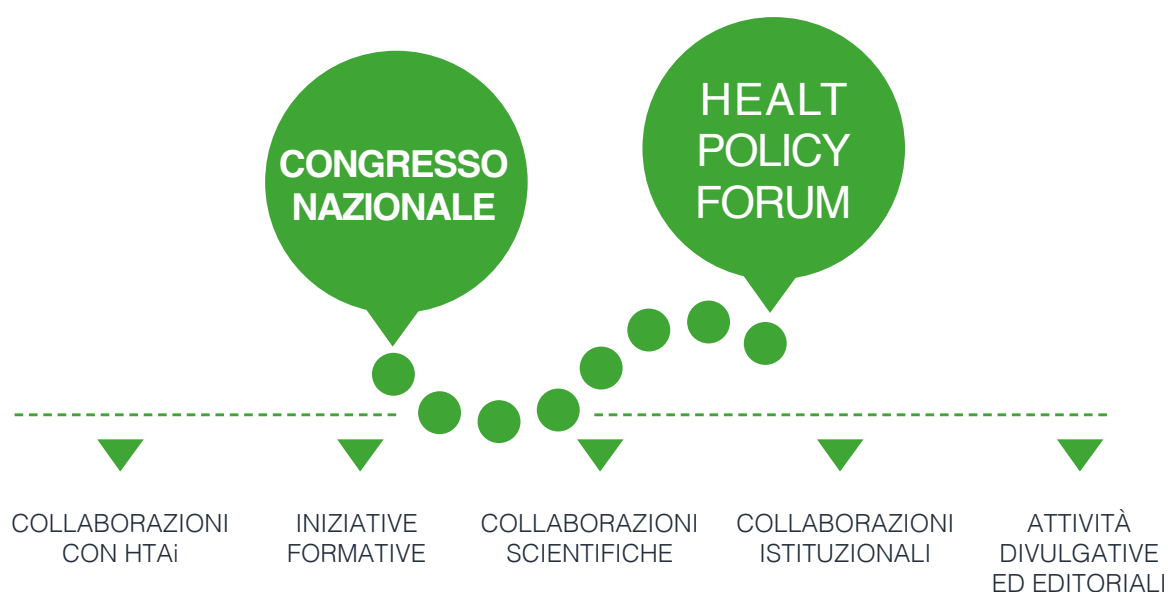 CONGRESSO
NAZIONALE
HEALT
POLICY
FORUM
COLLABORAZIONI
CON HTAi
INIZIATIVE
FORMATIVE
COLLABORAZIONI
SCIENTIFICHE
COLLABORAZIONI
ISTITUZIONALI
ATTIVITÀ
DIVULGATIVE
ED EDITORIALI